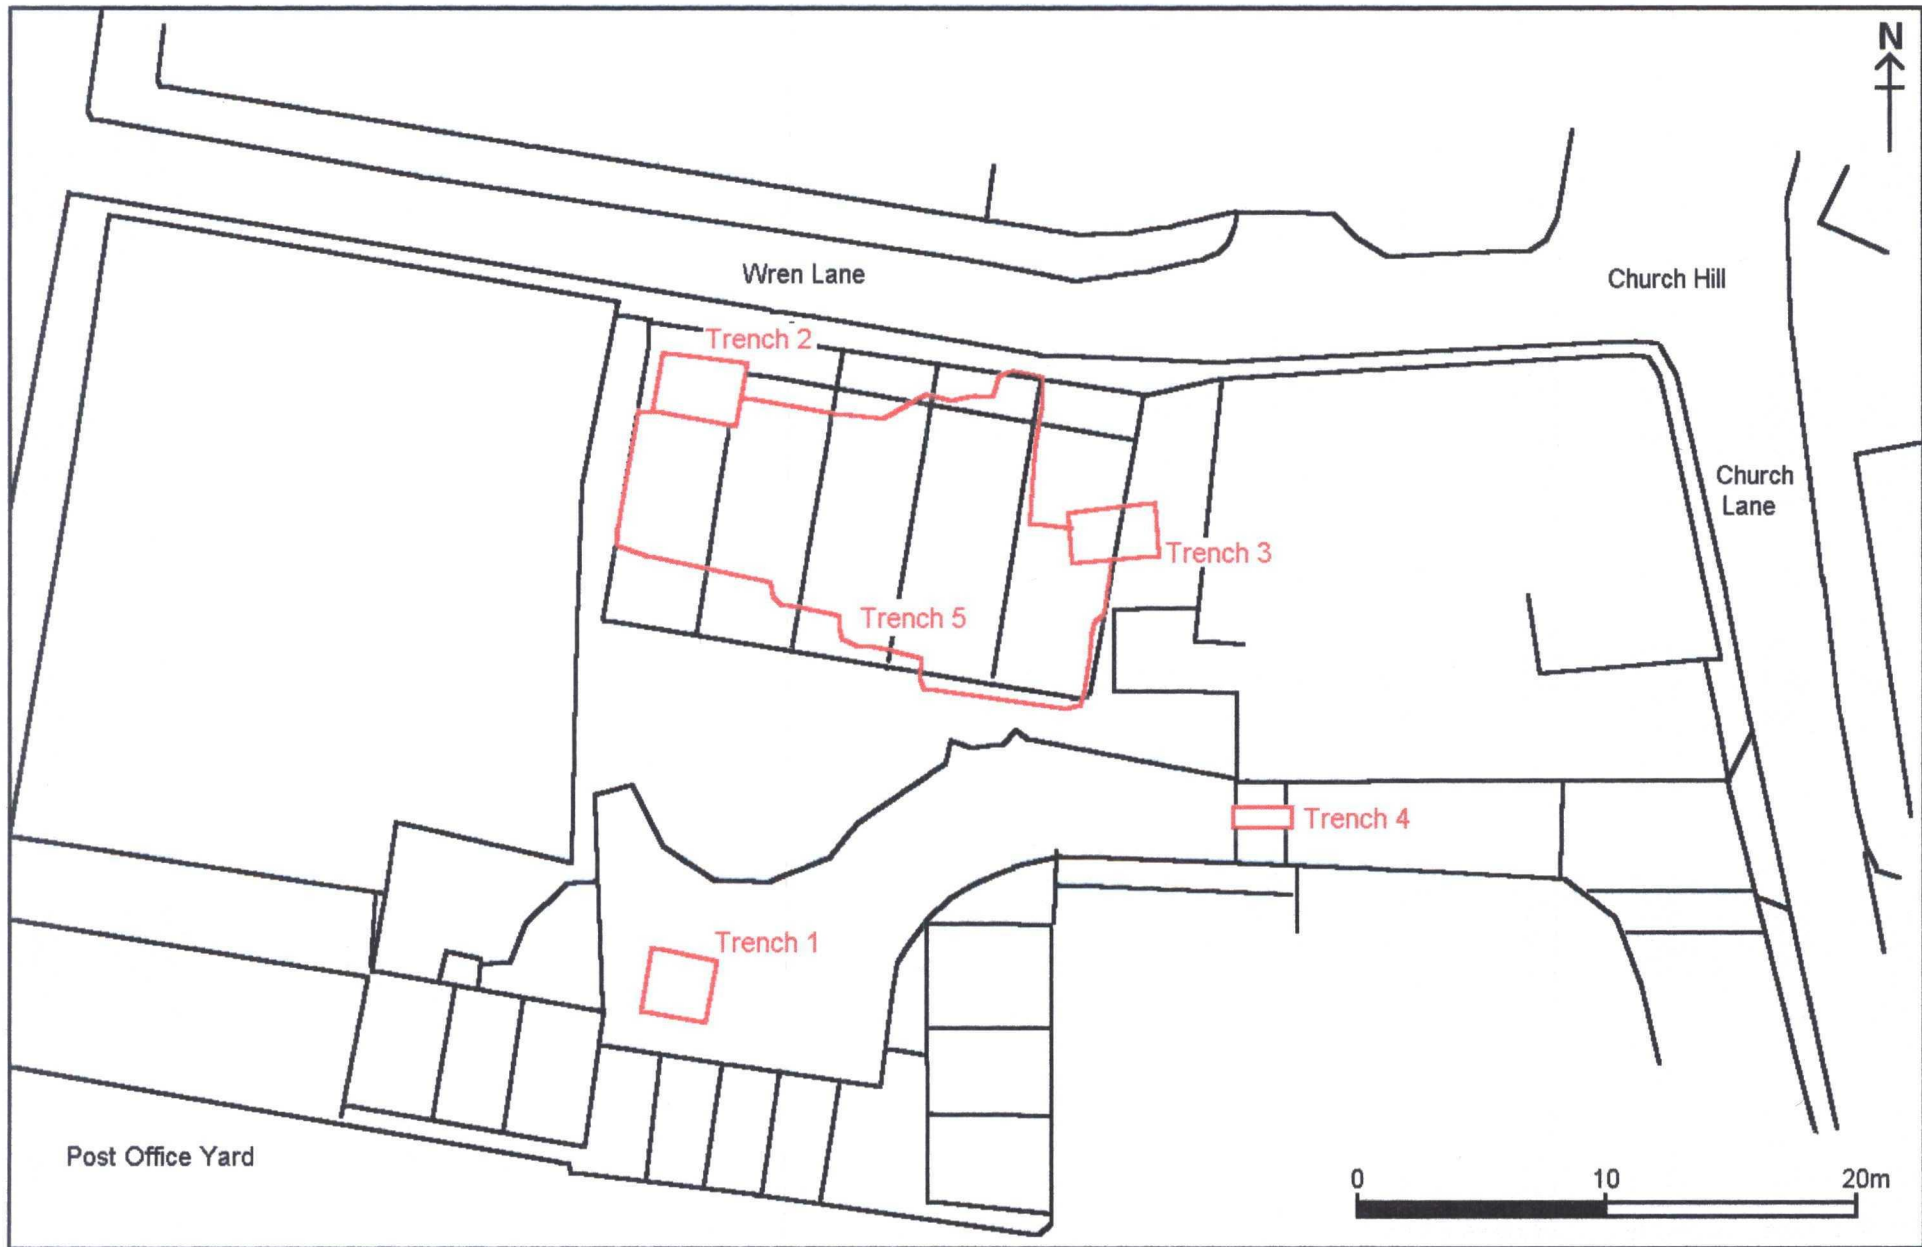 N
Wren Lane
Church Hill
Trench 2
Church
Lane
Trench 3
Trench 5
Trench 4
Trench 1
Post Office Yard
0 10 20m